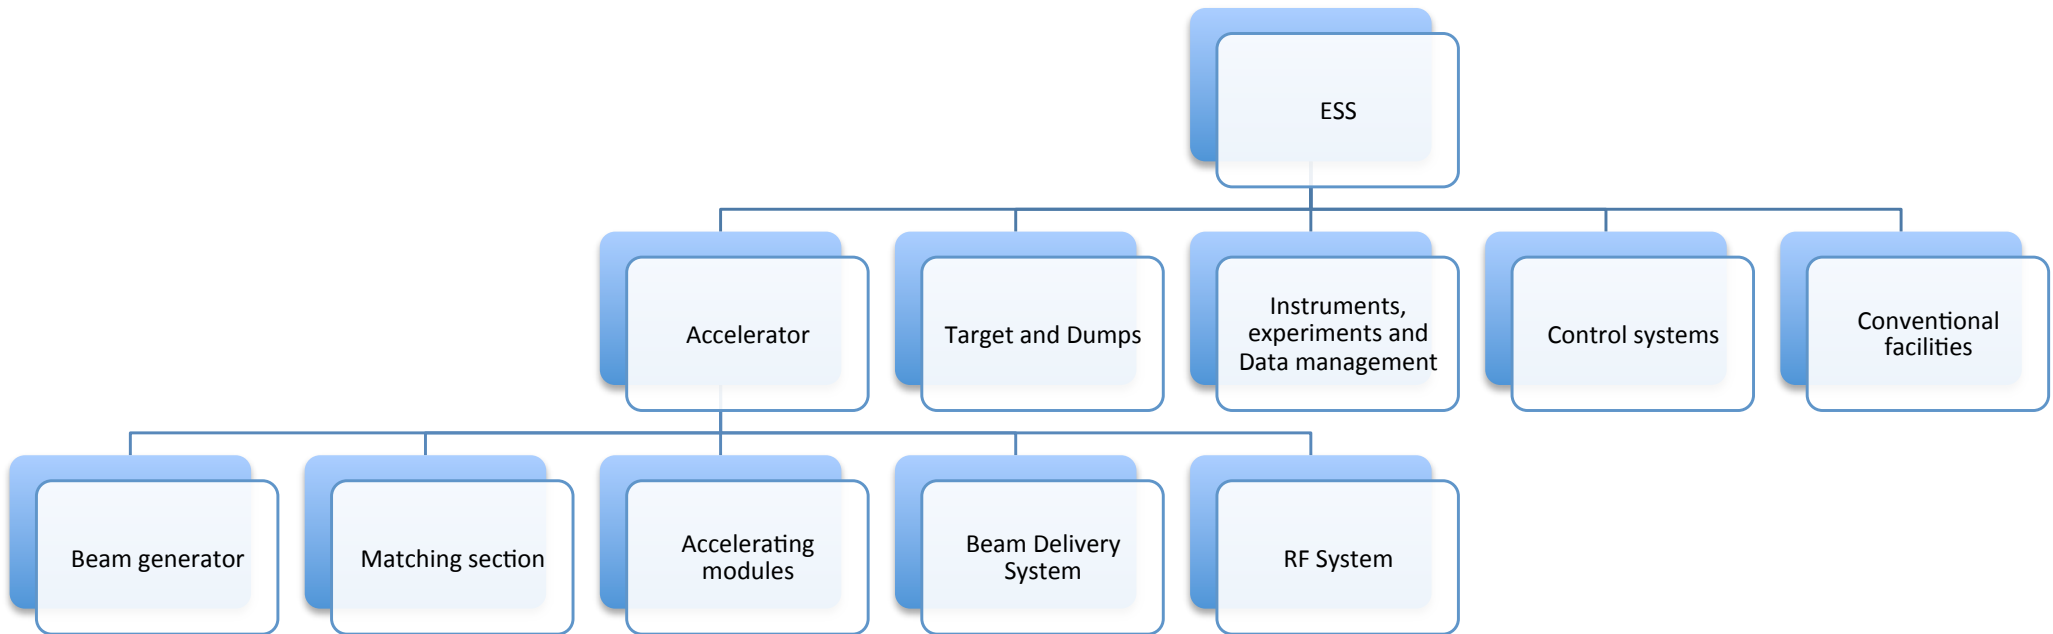 ESS
Accelerator
Target and Dumps
Instruments,
experiments and
Data management
Control systems
Conventional
facilities
Beam generator
Matching section
Accelerating
modules
Beam Delivery
System
RF System